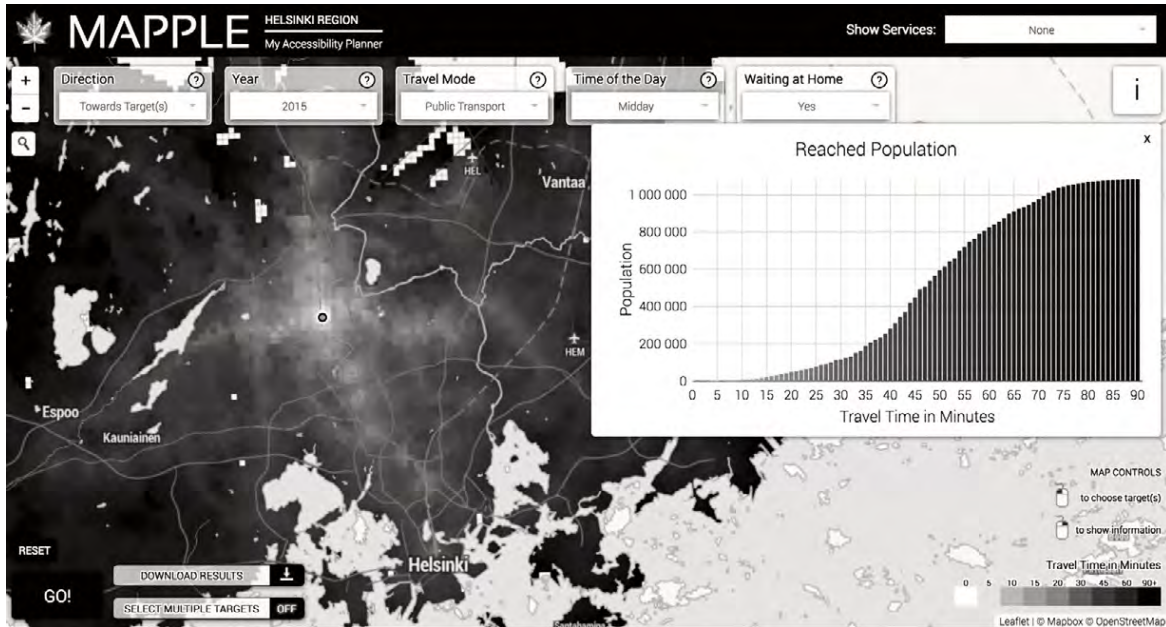 MAPPLE
HELSINKI REGION
My Accessibility Planner
Show Services:
None
+
-
Direction ?
Towards Target(s)
Year ?
2015
Travel Mode ?
Public Transport
Time of the Day ?
Midday
Waiting at Home ?
Yes
i
x
Reached Population
Population
1 000 000
800 000
600 000
400 000
200 000
0
0 5 10 15 20 25 30 35 40 45 50 55 60 65 70 75 80 85 90
Travel Time in Minutes
HEL
Vantaa
HEM
Espoo
Kauniainen
Helsinki
Santahamina
MAP CONTROLS
to choose target(s)
to show information
RESET
GO!
DOWNLOAD RESULTS
SELECT MULTIPLE TARGETS OFF
Travel Time in Minutes
0 5 10 15 20 30 45 60 90+
Leaflet | © Mapbox © OpenStreetMap